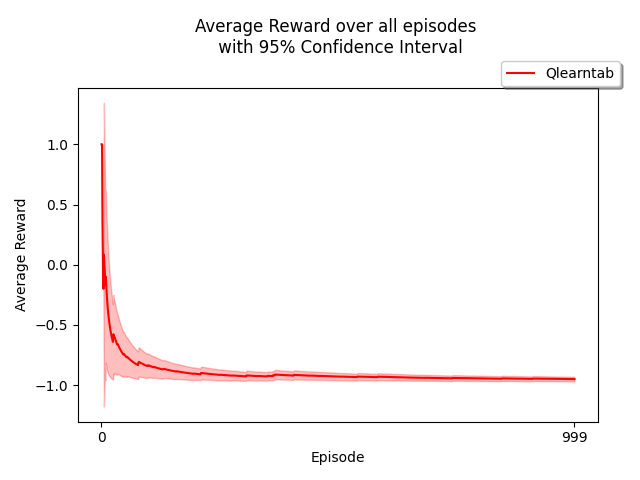 Average Reward over all episodes
with 95% Confidence Interval
Qlearntab
1.0
0.5
0.0
−0.5
−1.0
Average Reward
0
999
Episode